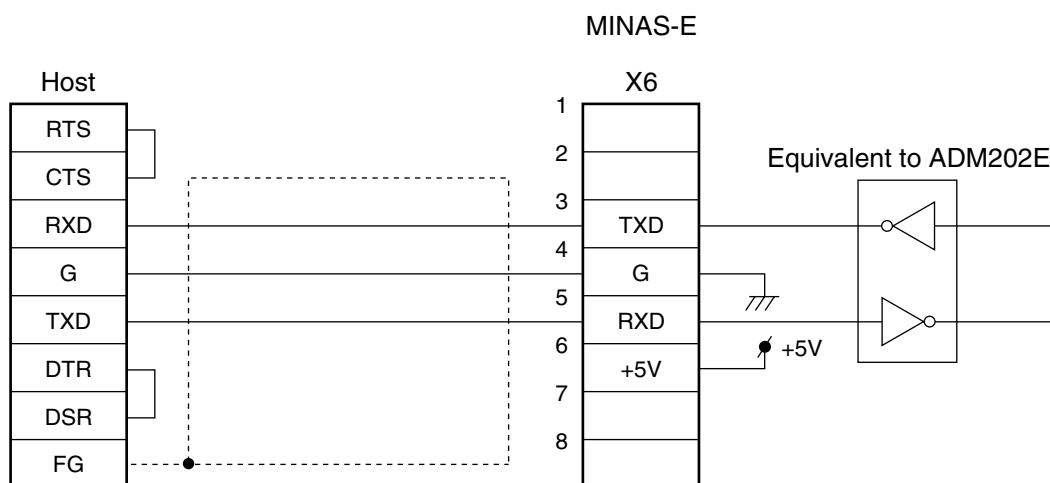 MINAS-E
Host
X6
RTS
CTS
RXD
G
TXD
DTR
DSR
FG
1
2
3
4
5
6
7
8
TXD
G
RXD
+5V
Equivalent to ADM202E
+5V